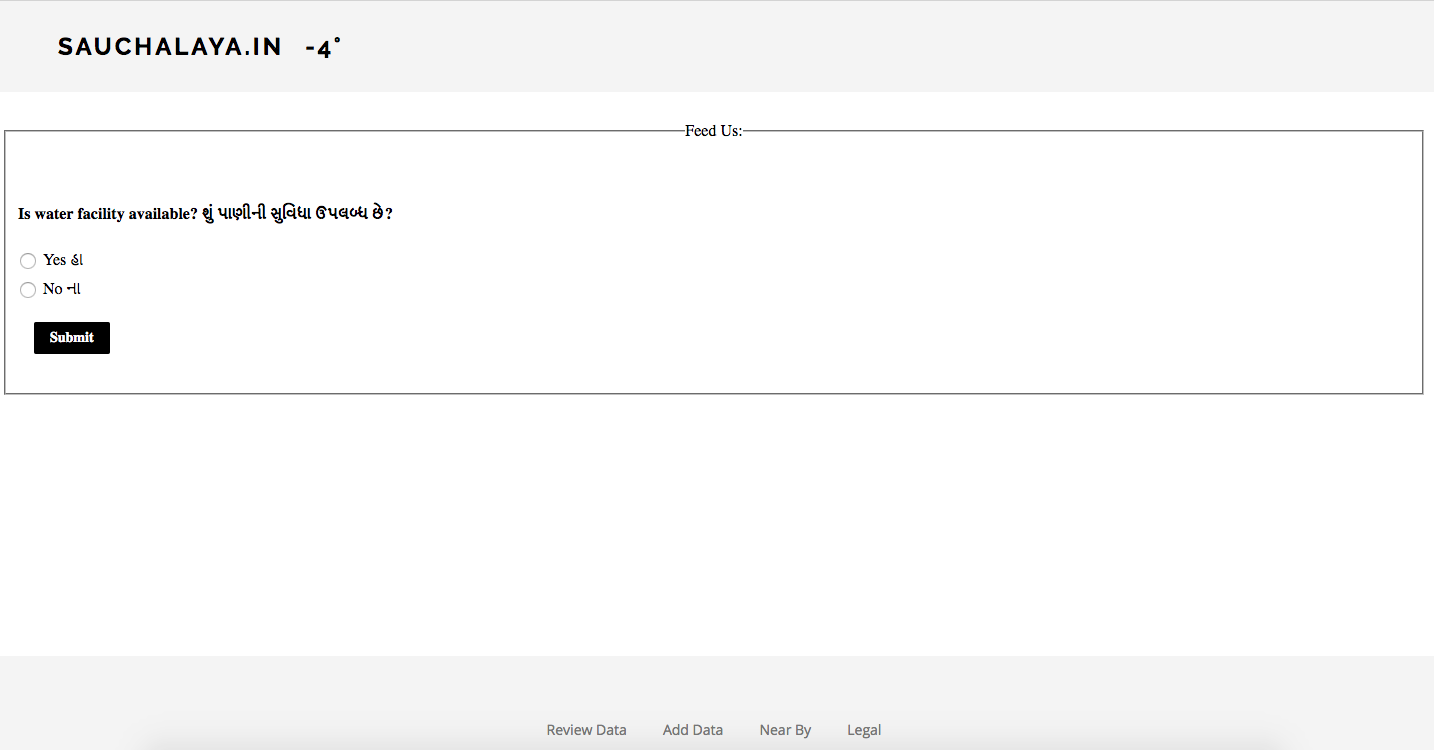 SAUCHALAYA.IN -4°
Feed Us:
Is water facility available? શું પાણીની સુવિધા ઉપલબ્ધ છે?
Yes હા
No ના
Submit
Review Data Add Data Near By Legal